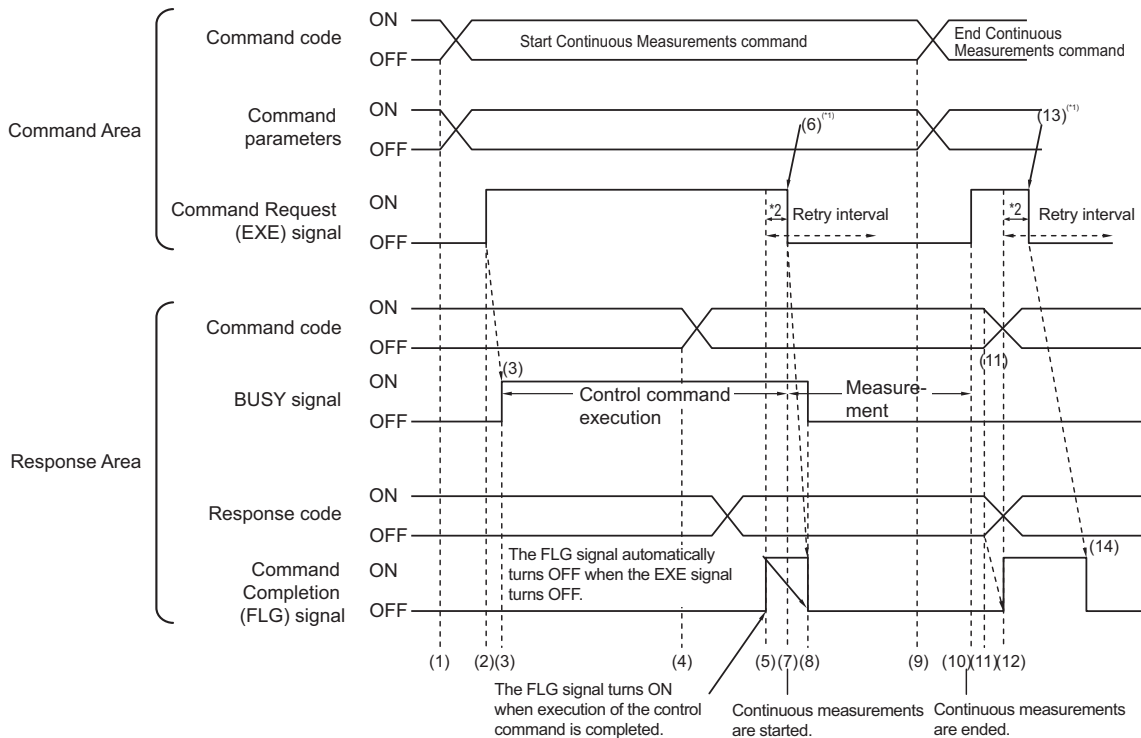 Command Area
Command code
ON
OFF
Start Continuous Measurements command
End Continuous
Measurements command
Command
parameters
ON
OFF
(6)(*1)
(13)(*1)
Command Request
(EXE) signal
ON
OFF
*2
Retry interval
*2
Retry interval
Response Area
Command code
ON
OFF
(11)
BUSY signal
ON
OFF
(3)
Control command
execution
Measure-
ment
Response code
ON
OFF
The FLG signal automatically
turns OFF when the EXE signal
turns OFF.
Command
Completion
(FLG) signal
ON
OFF
(14)
(1) (2)(3) (4) (5)(7)(8) (9) (10)(11)(12)
The FLG signal turns ON
when execution of the control
command is completed.
Continuous measurements
are started.
Continuous measurements
are ended.